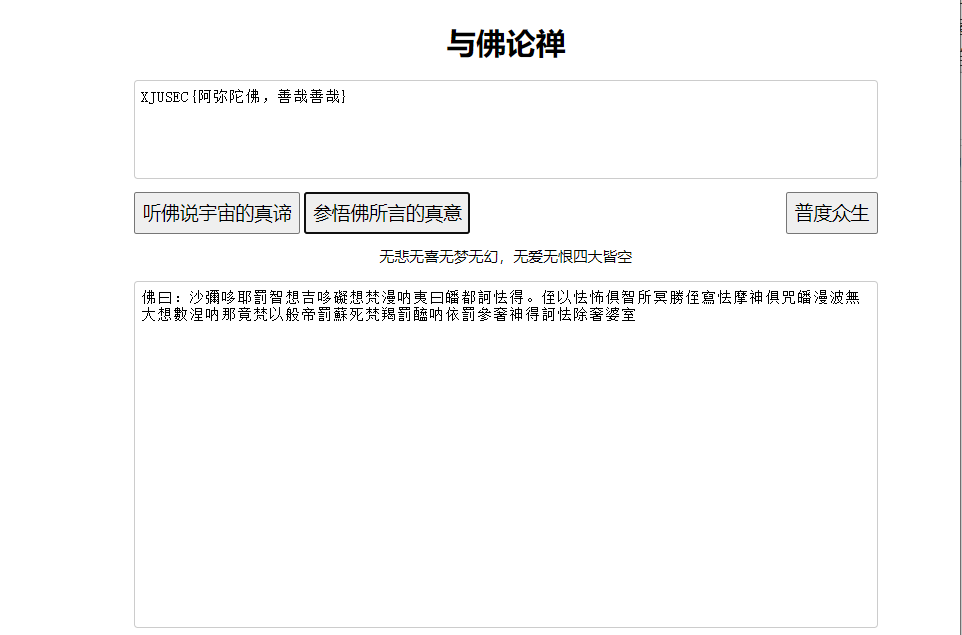 与佛论禅
XJUSEC{阿弥陀佛，善哉善哉}
听佛说宇宙的真谛 参悟佛所言的真意 普度众生
无悲无喜无梦无幻，无爱无恨四大皆空
佛曰：沙彌哆耶罰智想吉哆礙想梵漫呐夷曰皤都訶怯得。侄以怯怖俱智所冥勝侄寫怯摩神俱咒皤漫波無
大想數涅呐那竟梵以般帝罰蘇死梵羯罰醯呐依罰參奢神得訶怯除奢婆室